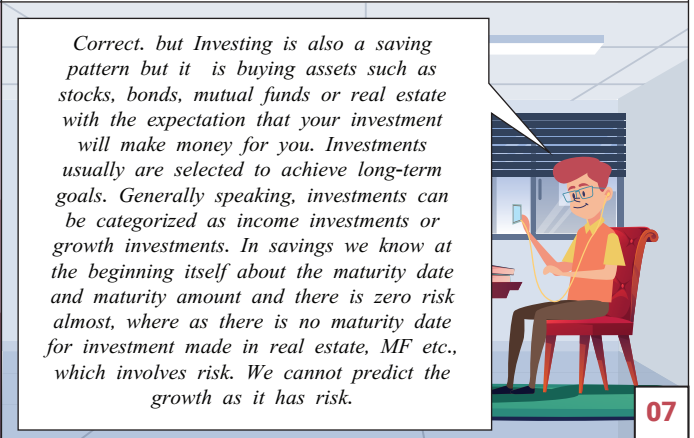 Correct. but Investing is also a saving
pattern but it is buying assets such as
stocks, bonds, mutual funds or real estate
with the expectation that your investment
will make money for you. Investments
usually are selected to achieve long-term
goals. Generally speaking, investments can
be categorized as income investments or
growth investments. In savings we know at
the beginning itself about the maturity date
and maturity amount and there is zero risk
almost, where as there is no maturity date
for investment made in real estate, MF etc.,
which involves risk. We cannot predict the
growth as it has risk.
07